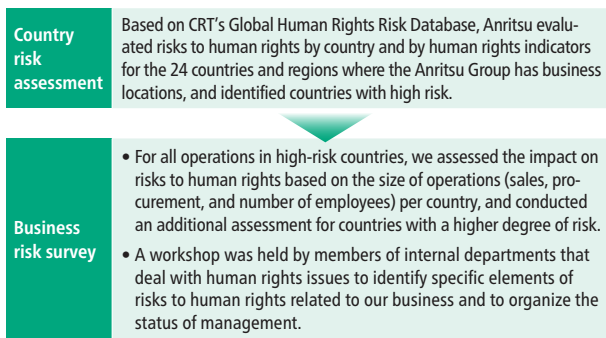 Country
risk
assessment
Based on CRT's Global Human Rights Risk Database, Anritsu evalu-
ated risks to human rights by country and by human rights indicators
for the 24 countries and regions where the Anritsu Group has business
locations, and identified countries with high risk.
Business
risk survey
• For all operations in high-risk countries, we assessed the impact on
risks to human rights based on the size of operations (sales, pro-
curement, and number of employees) per country, and conducted
an additional assessment for countries with a higher degree of risk.
• A workshop was held by members of internal departments that
deal with human rights issues to identify specific elements of
risks to human rights related to our business and to organize the
status of management.